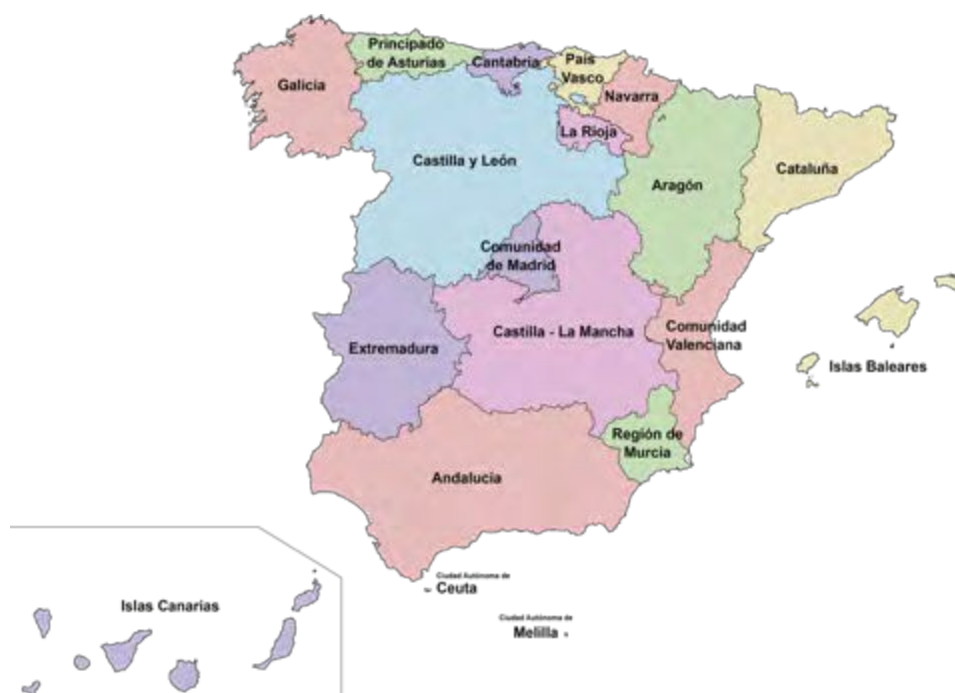 Principado
de Asturias
Cantabria
País
Vasco
Galicia
Navarra
La Rioja
Castilla y León
Cataluña
Aragón
Comunidad
de Madrid
Castilla - La Mancha
Comunidad
Valenciana
Extremadura
Islas Baleares
Región de
Murcia
Andalucía
Ciudad Autónoma de
Ceuta
Islas Canarias
Ciudad Autónoma de
Melilla